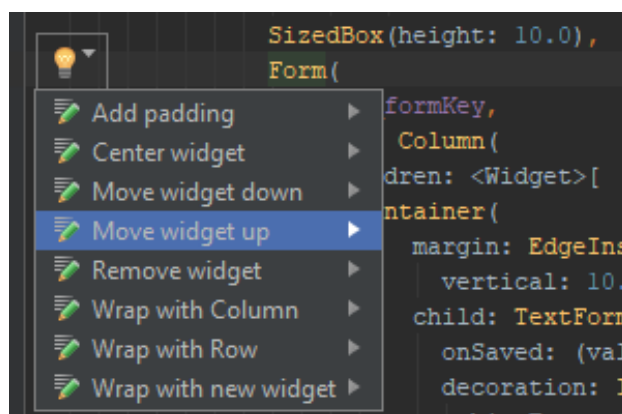 SizedBox(height: 10.0),
Form(
formKey,
Column(
dren: <Widget>[
ntainer(
margin: EdgeIns
vertical: 10.
child: TextForm
onSaved: (val
decoration: I
Add padding
Center widget
Move widget down
Move widget up
Remove widget
Wrap with Column
Wrap with Row
Wrap with new widget